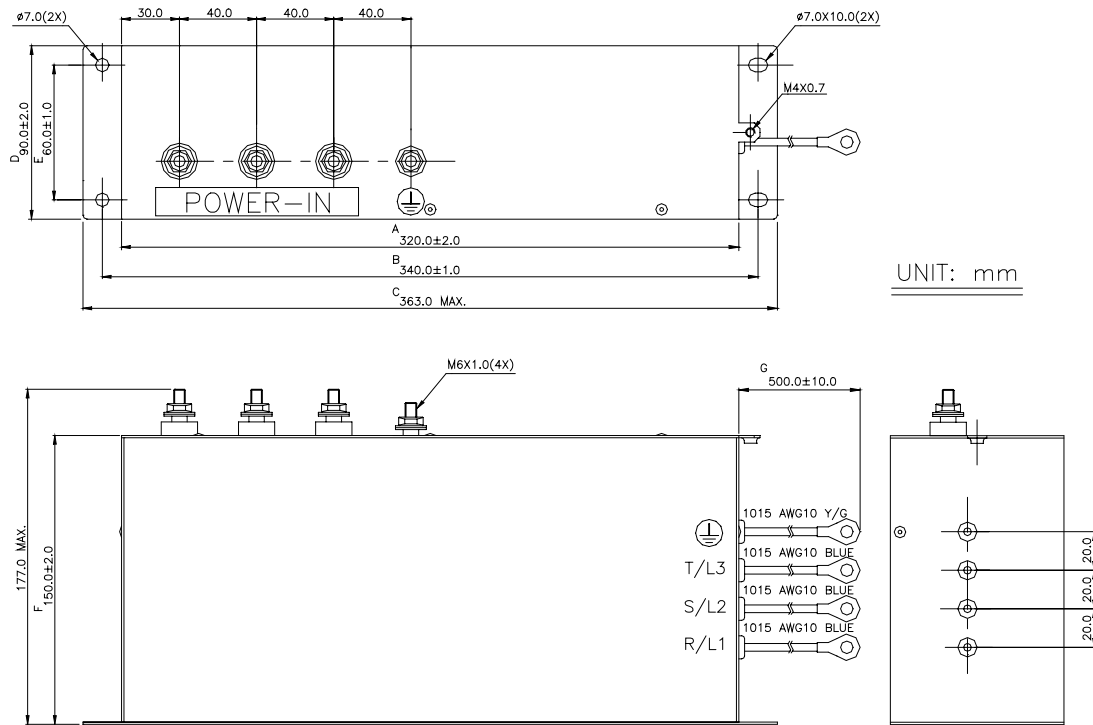 ø7.0(2X)
30.0
40.0
40.0
40.0
ø7.0X10.0(2X)
M4X0.7
D 90.0±2.0
E 60.0±1.0
POWER-IN
A 320.0±2.0
B 340.0±1.0
C 363.0 MAX.
UNIT: mm
M6X1.0(4X)
G 500.0±10.0
177.0 MAX.
F 150.0±2.0
1015 AWG10 Y/G
T/L3
1015 AWG10 BLUE
S/L2
1015 AWG10 BLUE
R/L1
1015 AWG10 BLUE
20.0
20.0
20.0